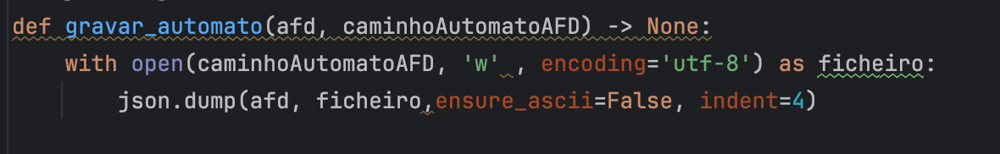 def gravar_automato(afd, caminhoAutomatoAFD) -> None:
    with open(caminhoAutomatoAFD, 'w' , encoding='utf-8') as ficheiro:
        json.dump(afd, ficheiro,ensure_ascii=False, indent=4)